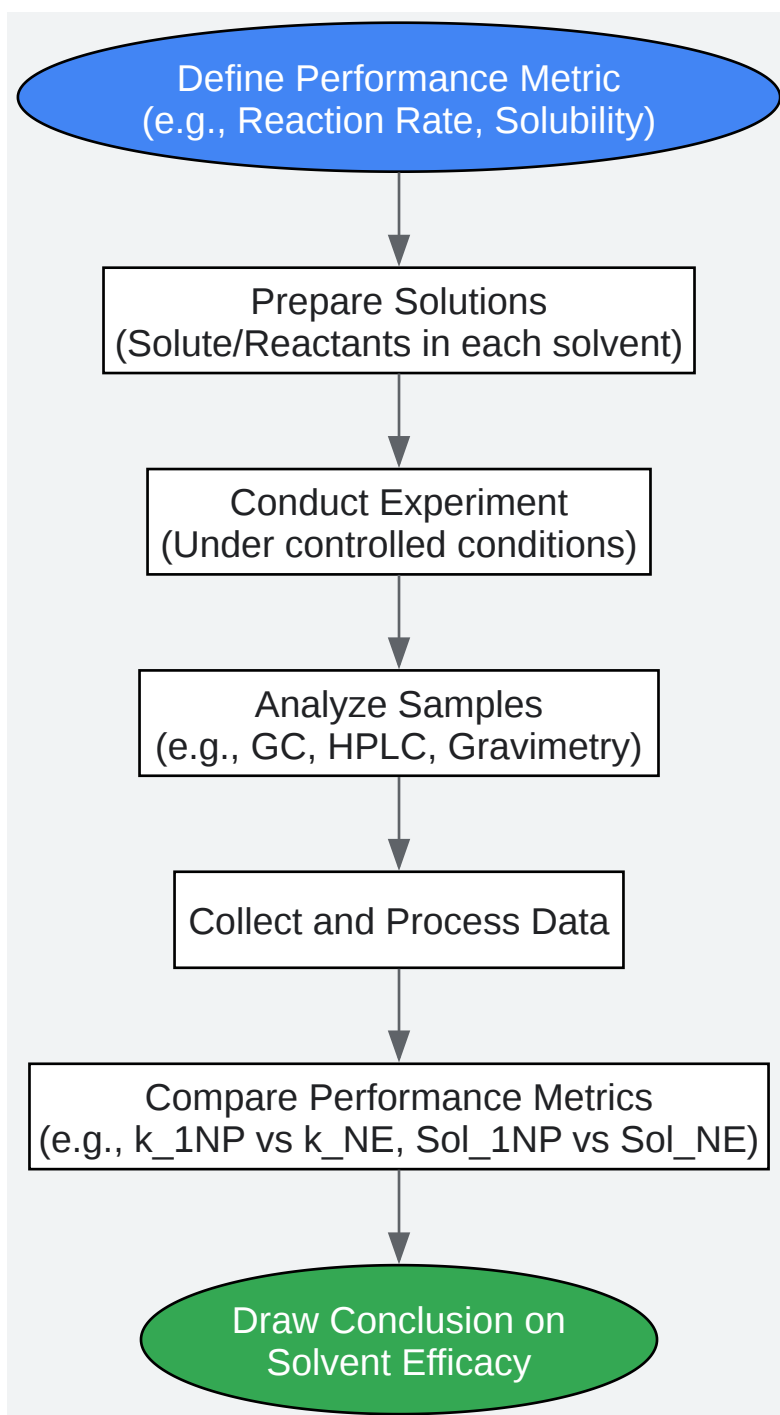 Define Performance Metric
(e.g., Reaction Rate, Solubility)
Prepare Solutions
(Solute/Reactants in each solvent)
Conduct Experiment
(Under controlled conditions)
Analyze Samples
(e.g., GC, HPLC, Gravimetry)
Collect and Process Data
Compare Performance Metrics
(e.g., k_1NP vs k_NE, Sol_1NP vs Sol_NE)
Draw Conclusion on
Solvent Efficacy